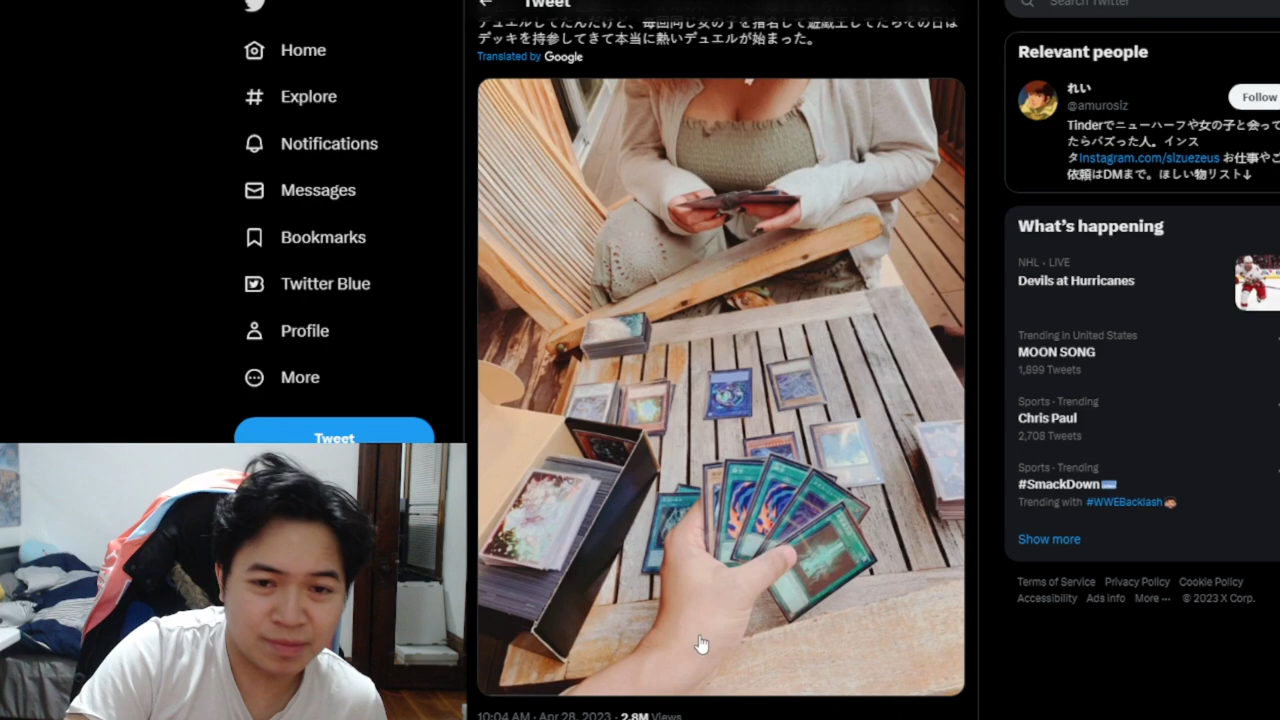 Home
Explore
Notifications
Messages
Bookmarks
Twitter Blue
Profile
More
Tweet
Tweet
デュエルしてたんだけど、毎回同じ女の子を指名して遊戯王してたらその日は
デッキを持参してきて本当に熱いデュエルが始まった。
Translated by Google
10:04 AM · Apr 28, 2023 · 2.8M Views
Search Twitter
Relevant people
れい
@amuroslz
Follow
Tinderでニューハーフや女の子と会って
たらバズった人。インス
タInstagram.com/slzuezeus お仕事やご
依頼はDMまで。ほしい物リスト↓
What's happening
NHL · LIVE
Devils at Hurricanes
Trending in United States
MOON SONG
1,899 Tweets
Sports · Trending
Chris Paul
2,708 Tweets
Sports · Trending
#SmackDown
Trending with #WWEBacklash
Show more
Terms of Service Privacy Policy Cookie Policy
Accessibility Ads info More ··· © 2023 X Corp.